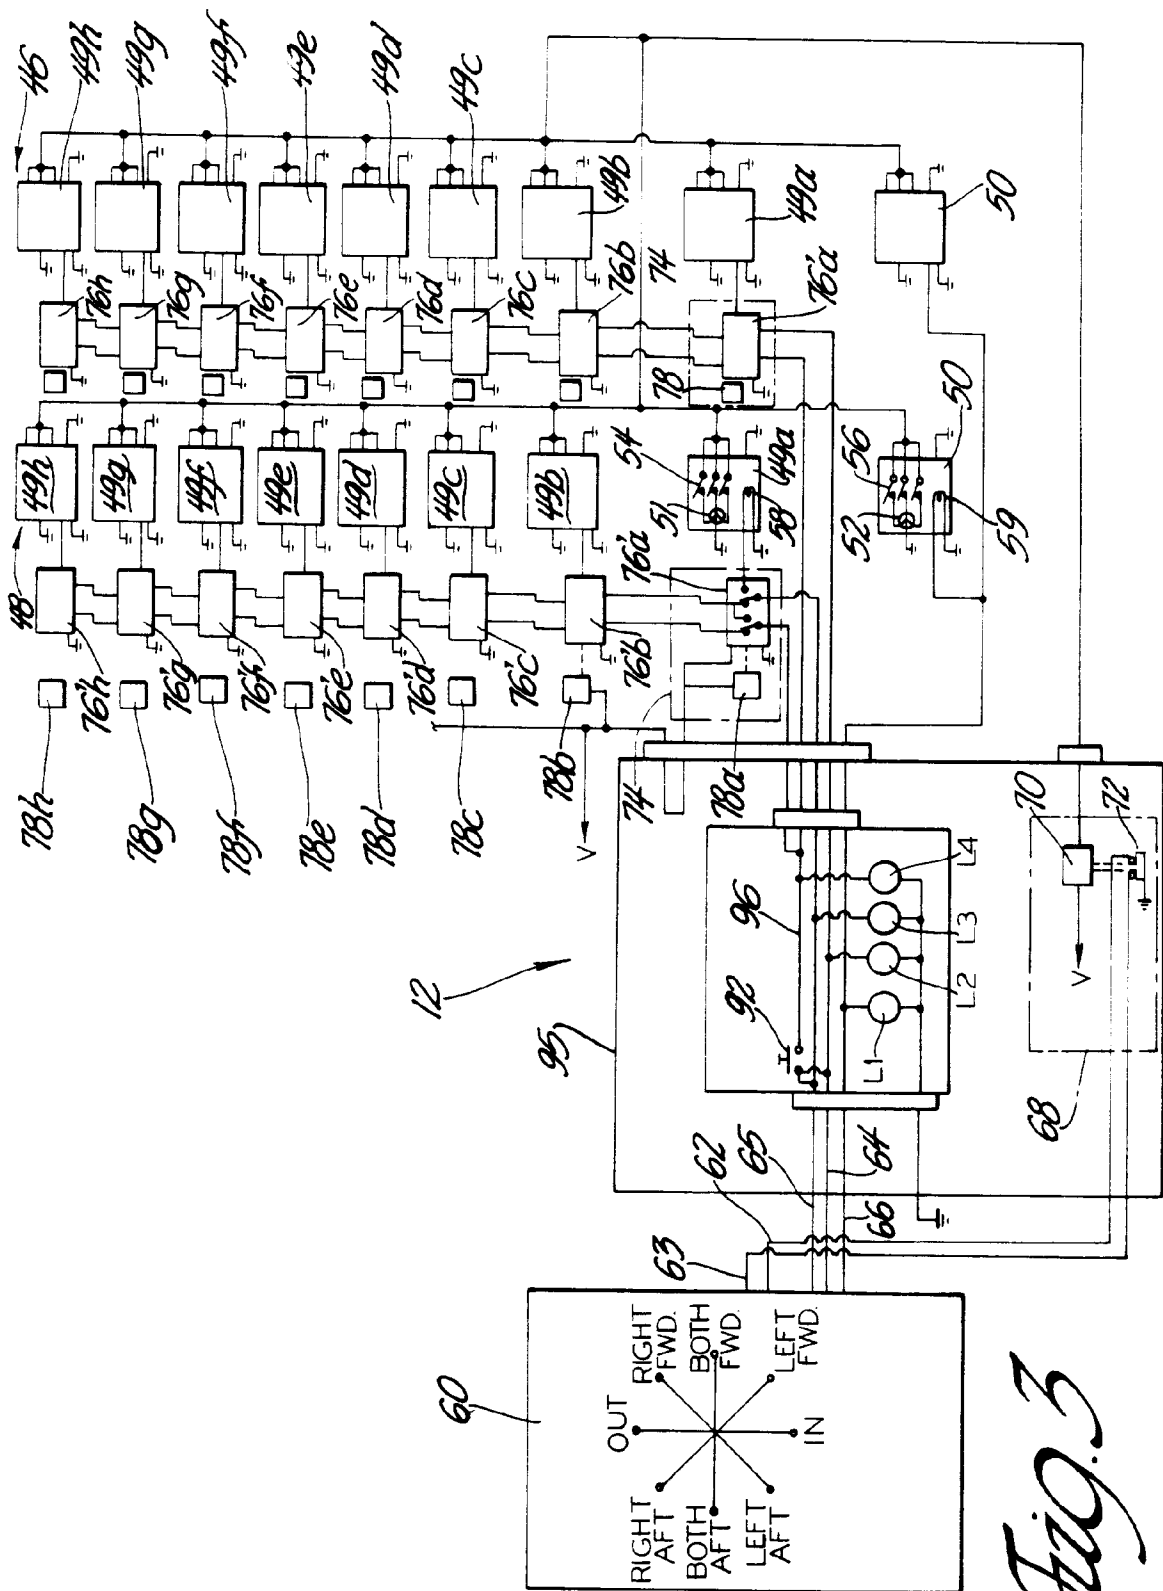 46
49h
49g
49f
49e
49d
49c
49b
74
49a
50
76h
76g
76f
76e
76d
76c
76b
76'a
78
48
49h
49g
49f
49e
49d
49c
49b
54
51
49a
58
56
52
50
59
76'h
76'g
76'f
76'e
76'd
76'c
76'b
76'a
78h
78g
78f
78e
78d
78c
78b
78a
74
V
12
95
92
96
L1
L2
L3
L4
70
72
V
68
62
65
64
66
63
60
OUT
RIGHT
FWD.
BOTH
FWD.
LEFT
FWD.
IN
RIGHT
AFT
BOTH
AFT
LEFT
AFT
Fig. 3